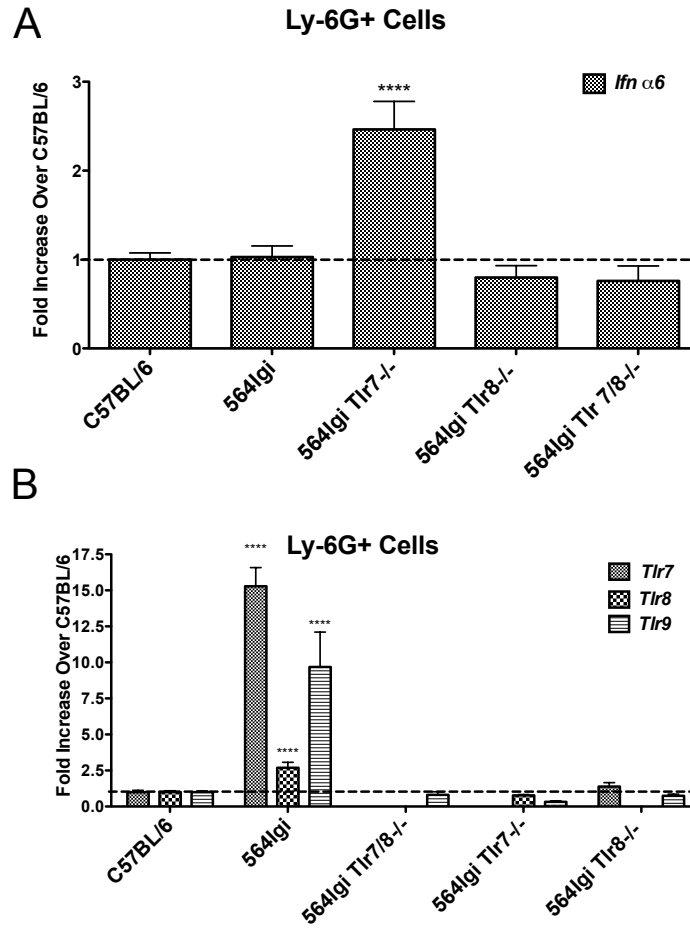 A
Ly-6G+ Cells
Fold Increase Over C57BL/6
3
2
1
0
****
Ifn α6
C57BL/6
564Igi
564Igi Tlr7-/-
564Igi Tlr8-/-
564Igi Tlr 7/8-/-
B
Ly-6G+ Cells
Fold Increase Over C57BL/6
17.5
15.0
12.5
10.0
7.5
5.0
2.5
0.0
****
****
****
Tlr7
Tlr8
Tlr9
C57BL/6
564Igi
564Igi Tlr7/8-/-
564Igi Tlr7-/-
564Igi Tlr8-/-